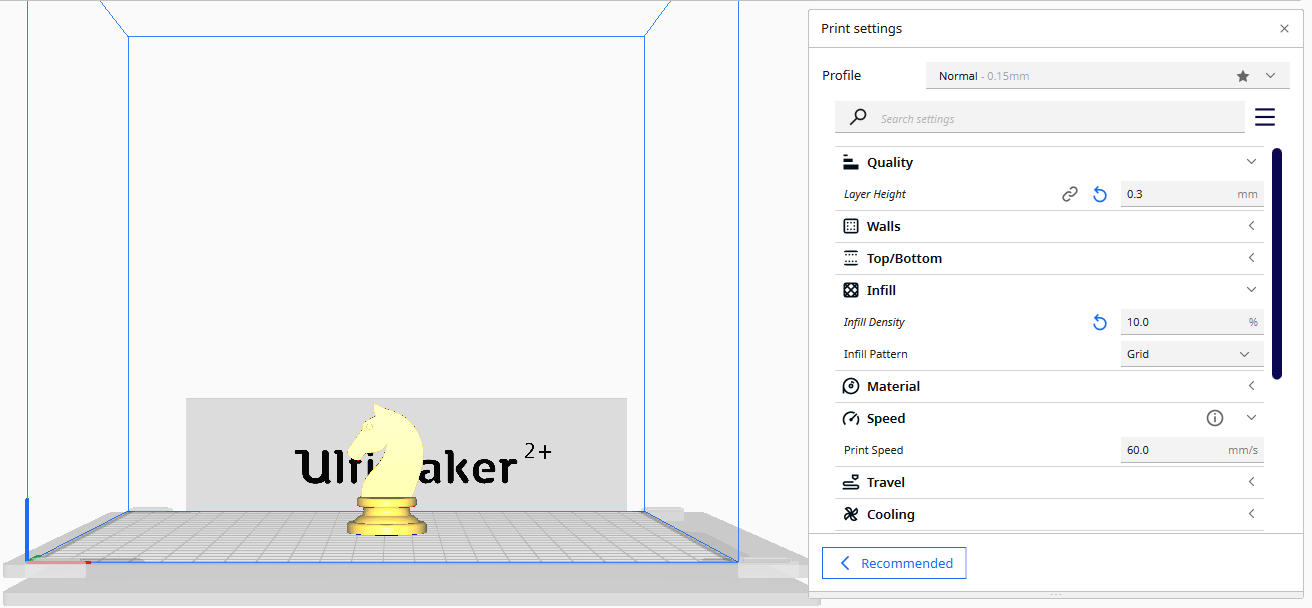 Print settings
Profile
Normal - 0.15mm
Search settings
Quality
Layer Height 0.3 mm
Walls
Top/Bottom
Infill
Infill Density 10.0 %
Infill Pattern Grid
Material
Speed
Print Speed 60.0 mm/s
Travel
Cooling
Recommended
Ulti aker 2+